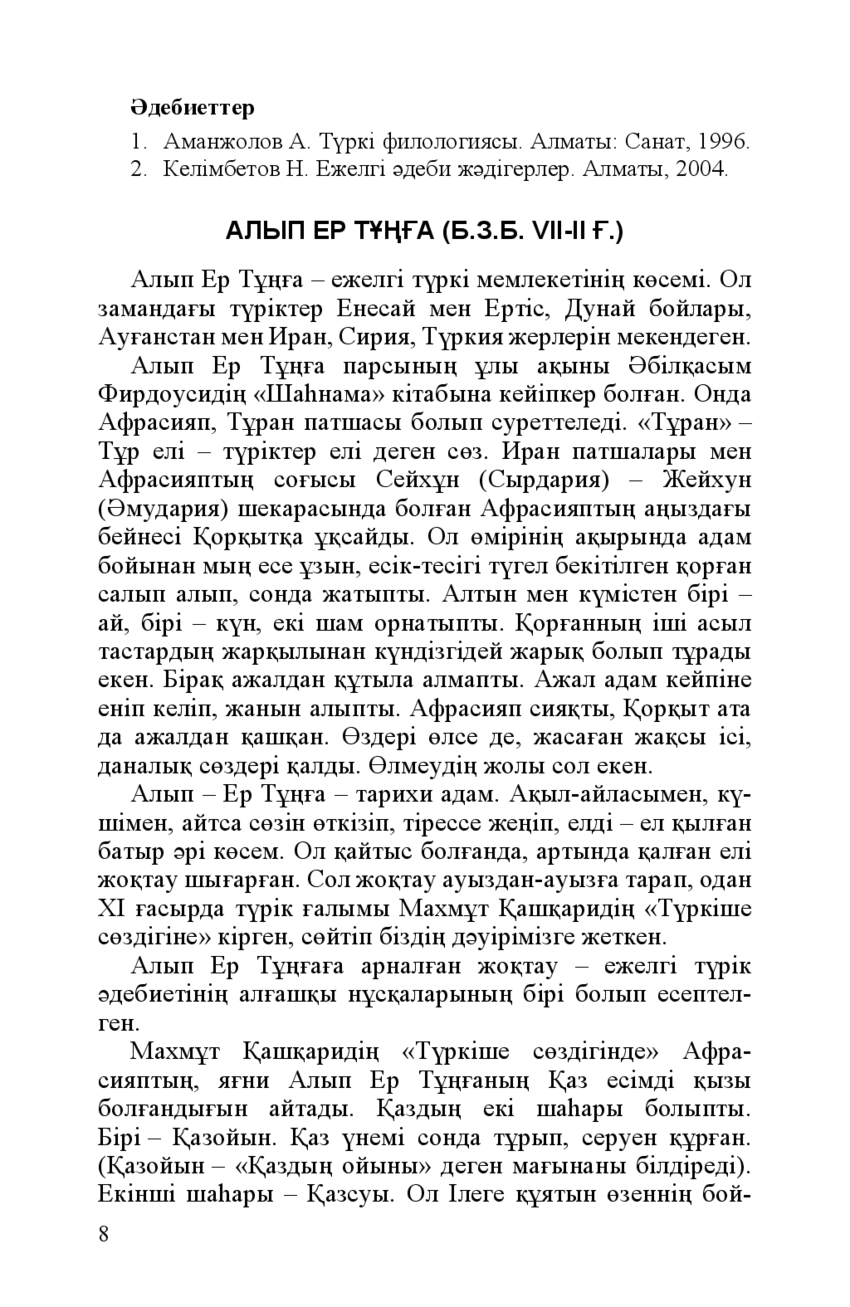 Әдебиеттер
1. Аманжолов А. Түркі филологиясы. Алматы: Санат, 1996.
2. Келімбетов Н. Ежелгі әдеби жәдігерлер. Алматы, 2004.
АЛЫП ЕР ТҰҢҒА (Б.З.Б. VII-II Ғ.)
Алып Ер Тұңға – ежелгі түркі мемлекетінің көсемі. Ол
замандағы түріктер Енесай мен Ертіс, Дунай бойлары,
Ауғанстан мен Иран, Сирия, Түркия жерлерін мекендеген.
Алып Ер Тұңға парсының ұлы ақыны Әбілқасым
Фирдоусидің «Шаһнама» кітабына кейіпкер болған. Онда
Афрасияп, Тұран патшасы болып суреттеледі. «Тұран» –
Тұр елі – түріктер елі деген сөз. Иран патшалары мен
Афрасияптың соғысы Сейхұн (Сырдария) – Жейхун
(Әмудария) шекарасында болған Афрасияптың аңыздағы
бейнесі Қорқытқа ұқсайды. Ол өмірінің ақырында адам
бойынан мың есе ұзын, есік-тесігі түгел бекітілген қорған
салып алып, сонда жатыпты. Алтын мен күмістен бірі –
ай, бірі – күн, екі шам орнатыпты. Қорғанның іші асыл
тастардың жарқылынан күндізгідей жарық болып тұрады
екен. Бірақ ажалдан құтыла алмапты. Ажал адам кейпіне
еніп келіп, жанын алыпты. Афрасияп сияқты, Қорқыт ата
да ажалдан қашқан. Өздері өлсе де, жасаған жақсы ісі,
даналық сөздері қалды. Өлмеудің жолы сол екен.
Алып – Ер Тұңға – тарихи адам. Ақыл-айласымен, кү-
шімен, айтса сөзін өткізіп, тірессе жеңіп, елді – ел қылған
батыр әрі көсем. Ол қайтыс болғанда, артында қалған елі
жоқтау шығарған. Сол жоқтау ауыздан-ауызға тарап, одан
XI ғасырда түрік ғалымы Махмұт Қашқаридің «Түркіше
сөздігіне» кірген, сөйтіп біздің дәуірімізге жеткен.
Алып Ер Тұңғаға арналған жоқтау – ежелгі түрік
әдебиетінің алғашқы нұсқаларының бірі болып есептел-
ген.
Махмұт Қашқаридің «Түркіше сөздігінде» Афра-
сияптың, яғни Алып Ер Тұңғаның Қаз есімді қызы
болғандығын айтады. Қаздың екі шаһары болыпты.
Бірі – Қазойын. Қаз үнемі сонда тұрып, серуен құрған.
(Қазойын – «Қаздың ойыны» деген мағынаны білдіреді).
Екінші шаһары – Қазсуы. Ол Ілеге құятын өзеннің бой-
8